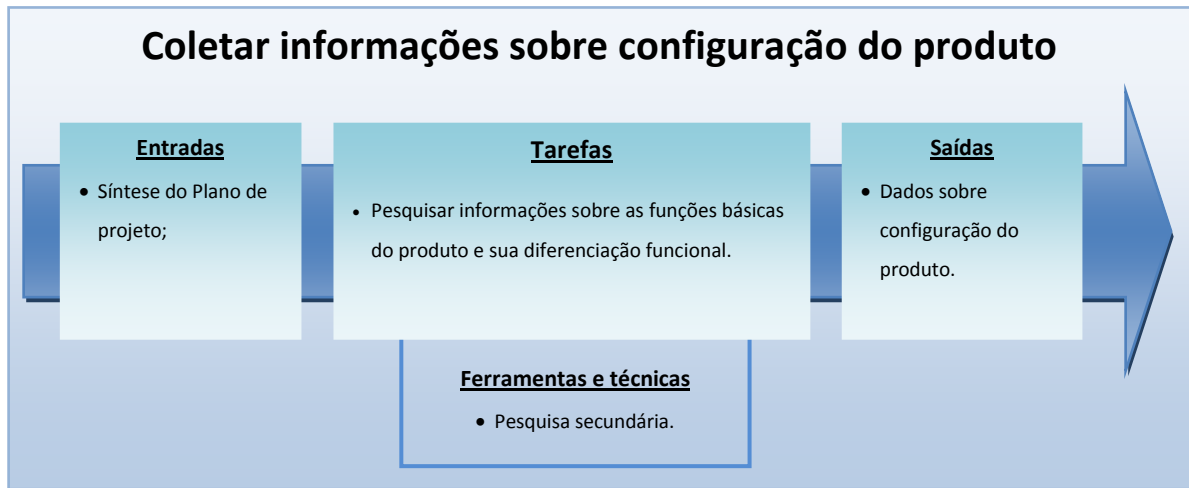 Coletar informações sobre configuração do produto
Entradas
• Síntese do Plano de
projeto;
Tarefas
• Pesquisar informações sobre as funções básicas
do produto e sua diferenciação funcional.
Saídas
• Dados sobre
configuração do
produto.
Ferramentas e técnicas
• Pesquisa secundária.